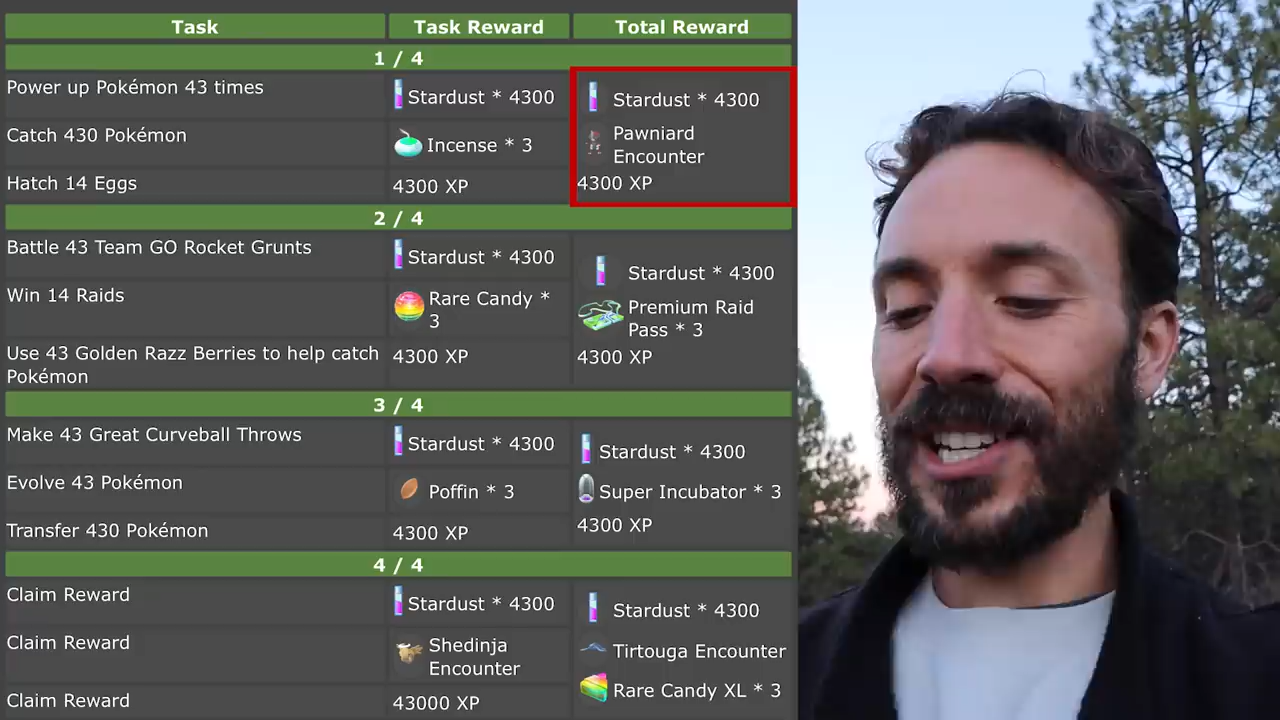 Task Task Reward Total Reward
1 / 4
Power up Pokémon 43 times
Stardust * 4300
Catch 430 Pokémon
Incense * 3
Hatch 14 Eggs
4300 XP
Stardust * 4300
Pawniard
Encounter
4300 XP
2 / 4
Battle 43 Team GO Rocket Grunts
Stardust * 4300
Win 14 Raids
Rare Candy *
3
Use 43 Golden Razz Berries to help catch
Pokémon
4300 XP
Stardust * 4300
Premium Raid
Pass * 3
4300 XP
3 / 4
Make 43 Great Curveball Throws
Stardust * 4300
Evolve 43 Pokémon
Poffin * 3
Transfer 430 Pokémon
4300 XP
Stardust * 4300
Super Incubator * 3
4300 XP
4 / 4
Claim Reward
Stardust * 4300
Claim Reward
Shedinja
Encounter
Claim Reward
43000 XP
Stardust * 4300
Tirtouga Encounter
Rare Candy XL * 3